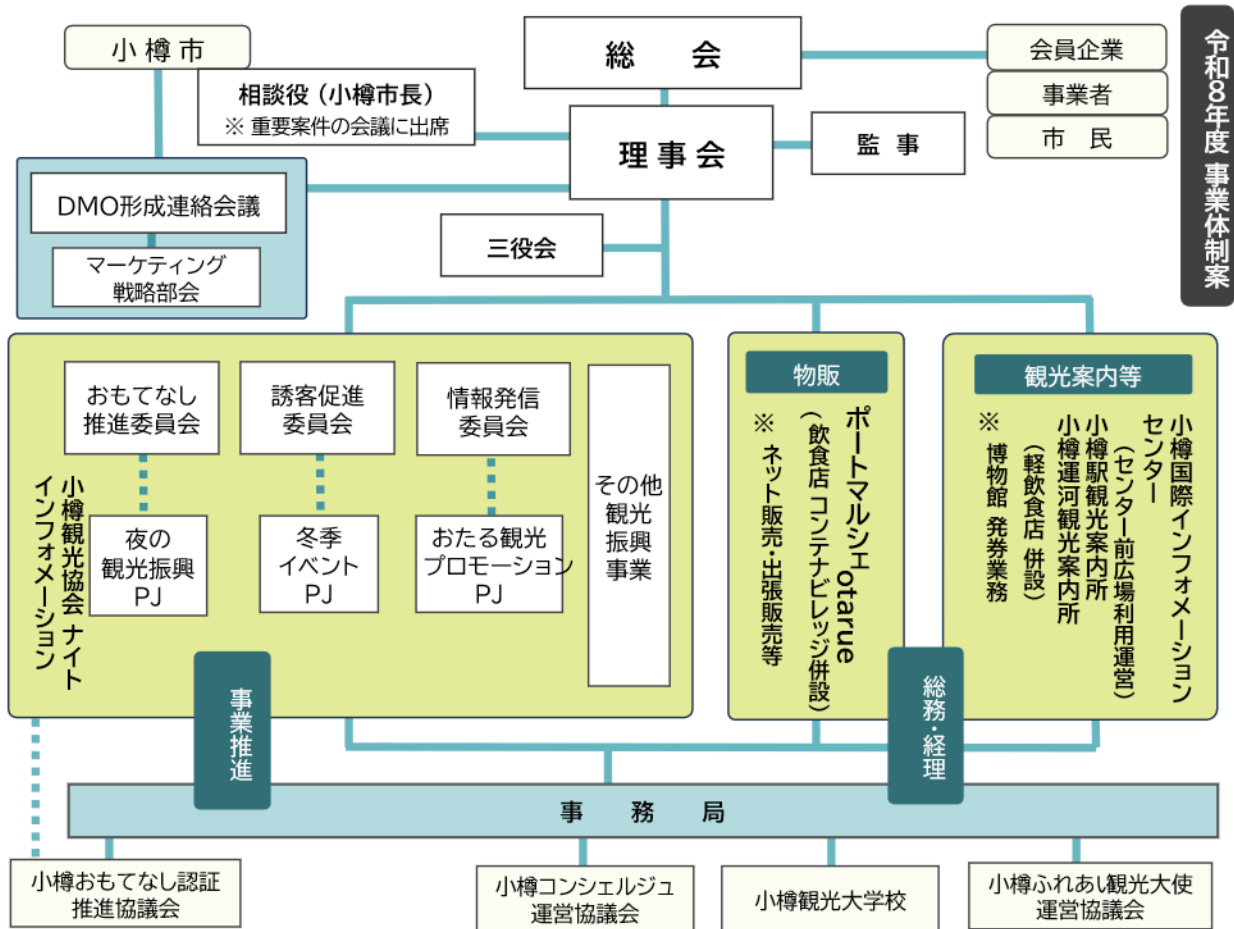 令和8年度 事業体制案
小樽市
総会
会員企業
事業者
市民
相談役（小樽市長）
※ 重要案件の会議に出席
理事会
監事
DMO形成連絡会議
マーケティング
戦略部会
三役会
おもてなし
推進委員会
誘客促進
委員会
情報発信
委員会
その他
観光
振興
事業
夜の
観光振興
PJ
冬季
イベント
PJ
おたる観光
プロモーション
PJ
小樽観光協会 ナイト
インフォメーション
物販
ポートマルシェ otarue
（飲食店 コンテナビレッジ併設）
※ ネット販売・出張販売等
観光案内等
小樽国際インフォメーション
センター
（センター前広場利用運営）
小樽駅観光案内所
小樽運河観光案内所
（軽飲食店 併設）
※ 博物館 発券業務
事業推進
総務・経理
事務局
小樽おもてなし認証
推進協議会
小樽コンシェルジュ
運営協議会
小樽観光大学校
小樽ふれあい観光大使
運営協議会